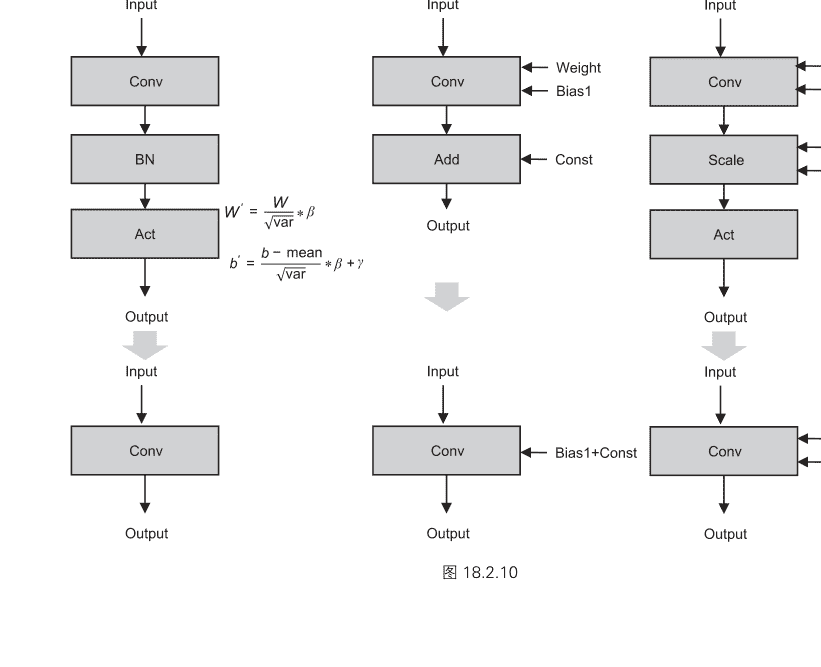 Input
Conv
BN
Act
W′ = W/√var * β
b′ = (b − mean)/√var * β + γ
Output
Input
Conv
Output
Input
Conv
Weight
Bias1
Add
Const
Output
Input
Conv
Bias1+Const
Output
Input
Conv
Scale
Act
Output
Input
Conv
Output
图 18.2.10